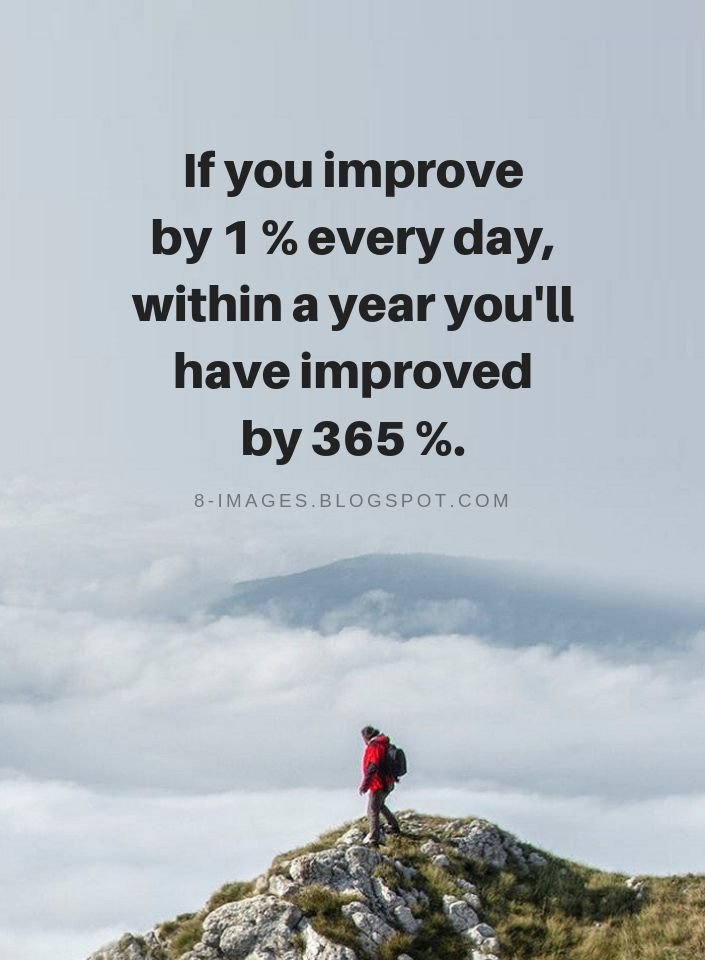 If you improve
by 1 % every day,
within a year you'll
have improved
by 365 %.
8-IMAGES.BLOGSPOT.COM